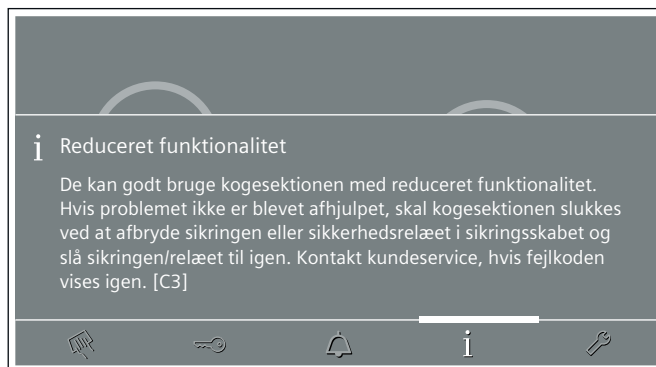 i Reduceret funktionalitet
De kan godt bruge kogesektionen med reduceret funktionalitet.
Hvis problemet ikke er blevet afhjulpet, skal kogesektionen slukkes
ved at afbryde sikringen eller sikkerhedsrelæet i sikringsskabet og
slå sikringen/relæet til igen. Kontakt kundeservice, hvis fejlkoden
vises igen. [C3]
i